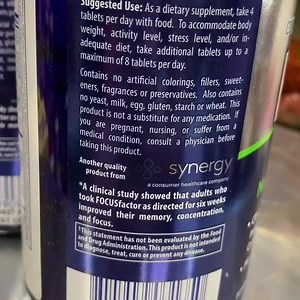 Suggested Use: As a dietary supplement, take 4
tablets per day with food. To accommodate body
weight, activity level, stress level, and/or in-
adequate diet, take additional tablets up to a
maximum of 8 tablets per day.
Contains no artificial colorings, fillers, sweet-
eners, fragrances or preservatives. Also contains
no yeast, milk, egg, gluten, starch or wheat. This
product is not a substitute for any medication. If
you are pregnant, nursing, or suffer from a
medical condition, consult a physician before
taking this product.
Another quality
product from
synergy
a consumer healthcare company
*A clinical study showed that adults who
took FOCUSfactor as directed for six weeks
improved their memory, concentration,
and focus.
†This statement has not been evaluated by the Food
and Drug Administration. This product is not intended
to diagnose, treat, cure or prevent any disease.